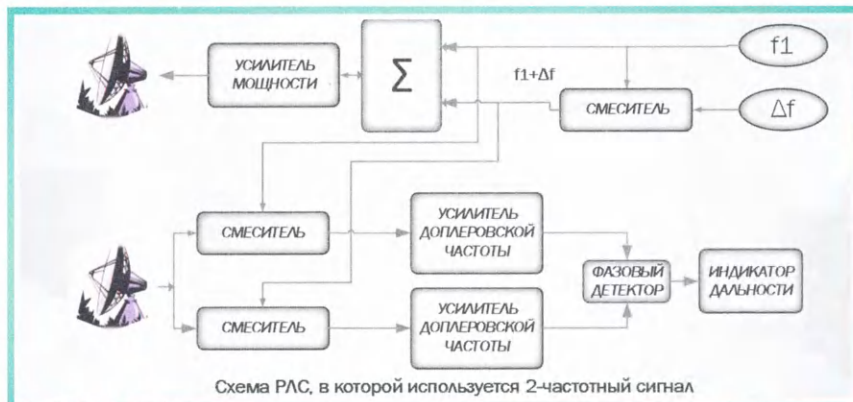 f1
УСИЛИТЕЛЬ
МОЩНОСТИ
Σ
f1+Δf
СМЕСИТЕЛЬ
Δf
СМЕСИТЕЛЬ
УСИЛИТЕЛЬ
ДОПЛЕРОВСКОЙ
ЧАСТОТЫ
ФАЗОВЫЙ
ДЕТЕКТОР
ИНДИКАТОР
ДАЛЬНОСТИ
СМЕСИТЕЛЬ
УСИЛИТЕЛЬ
ДОПЛЕРОВСКОЙ
ЧАСТОТЫ
Схема РЛС, в которой используется 2-частотный сигнал